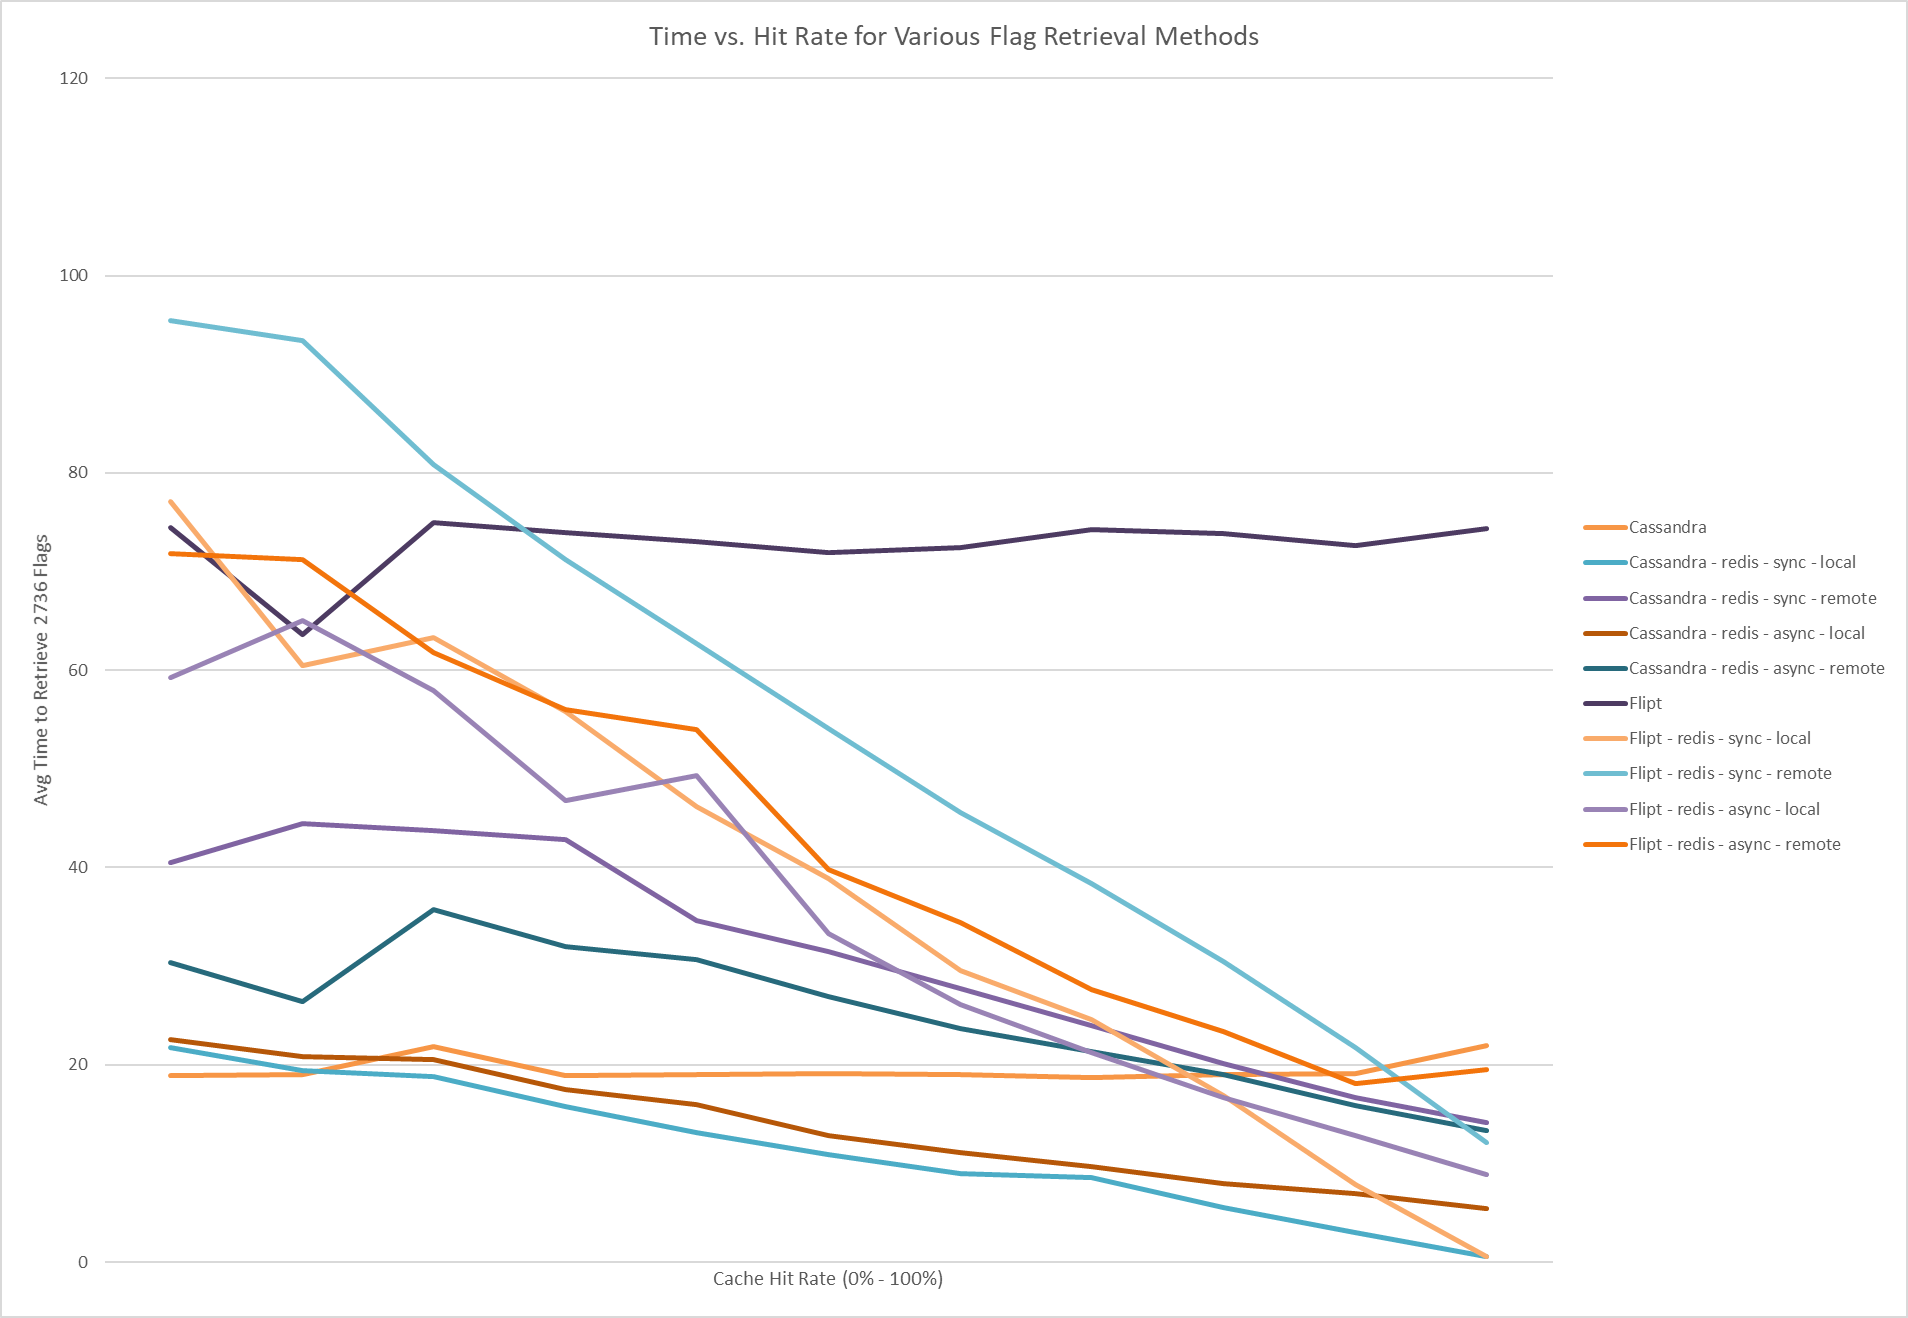 Time vs. Hit Rate for Various Flag Retrieval Methods
120
100
80
60
40
20
0
Avg Time to Retrieve 2736 Flags
Cache Hit Rate (0% - 100%)
Cassandra
Cassandra - redis - sync - local
Cassandra - redis - sync - remote
Cassandra - redis - async - local
Cassandra - redis - async - remote
Flipt
Flipt - redis - sync - local
Flipt - redis - sync - remote
Flipt - redis - async - local
Flipt - redis - async - remote